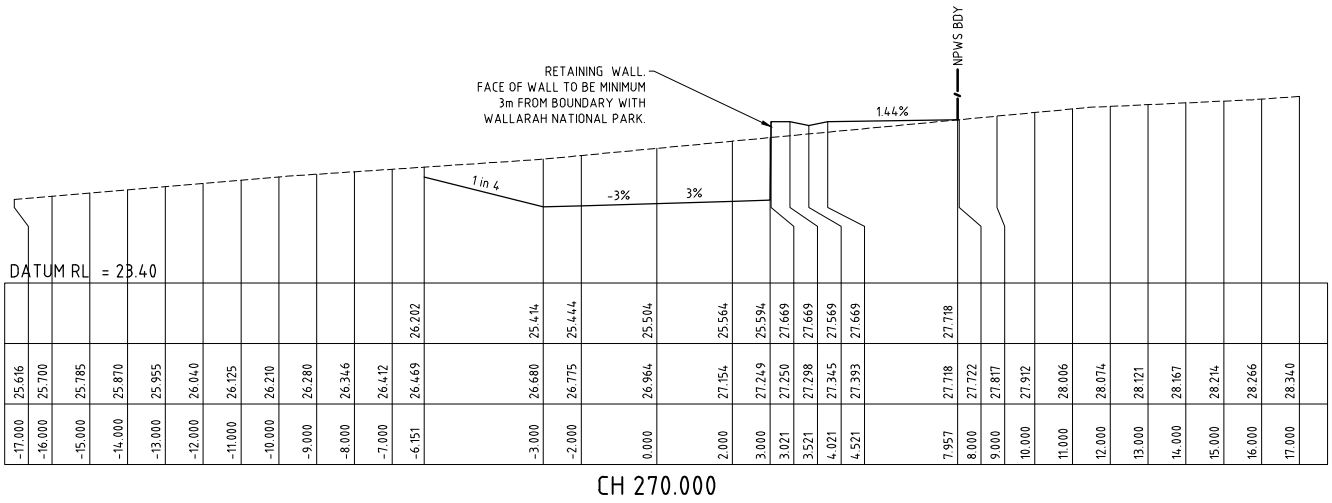 NPWS BDY
RETAINING WALL.
FACE OF WALL TO BE MINIMUM
3m FROM BOUNDARY WITH
WALLARAH NATIONAL PARK.
1.44%
1 in 4
-3%
3%
DATUM RL = 23.40
26.202 25.414 25.444 25.504 25.564 25.594 27.669 27.669 27.569 27.669 27.718
25.616 25.700 25.785 25.870 25.955 26.040 26.125 26.210 26.280 26.346 26.412 26.469 26.680 26.775 26.964 27.154 27.249 27.250 27.298 27.345 27.393 27.718 27.722 27.817 27.912 28.006 28.074 28.121 28.167 28.214 28.266 28.340
-17.000 -16.000 -15.000 -14.000 -13.000 -12.000 -11.000 -10.000 -9.000 -8.000 -7.000 -6.151 -3.000 -2.000 0.000 2.000 3.000 3.021 3.521 4.021 4.521 7.957 8.000 9.000 10.000 11.000 12.000 13.000 14.000 15.000 16.000 17.000
CH 270.000